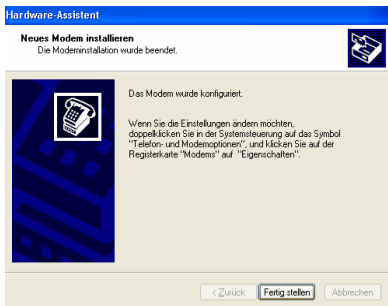 Hardware-Assistent
Neues Modem installieren
Die Modeminstallation wurde beendet.
Das Modem wurde konfiguriert.
Wenn Sie die Einstellungen ändern möchten,
doppelklicken Sie in der Systemsteuerung auf das Symbol
"Telefon- und Modemoptionen", und klicken Sie auf der
Registerkarte "Modems" auf "Eigenschaften".
< Zurück Fertig stellen Abbrechen